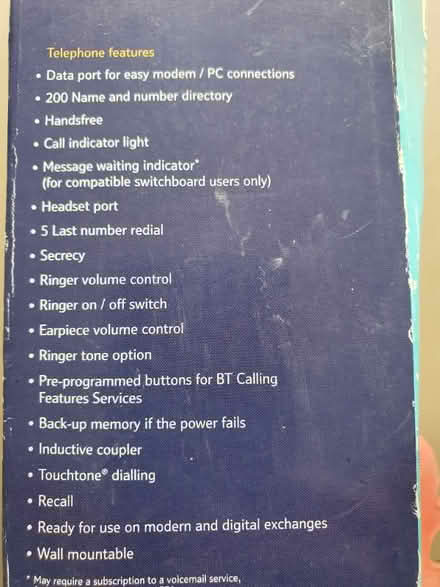 Telephone features
• Data port for easy modem / PC connections
• 200 Name and number directory
• Handsfree
• Call indicator light
• Message waiting indicator*
(for compatible switchboard users only)
• Headset port
• 5 Last number redial
• Secrecy
• Ringer volume control
• Ringer on / off switch
• Earpiece volume control
• Ringer tone option
• Pre-programmed buttons for BT Calling
Features Services
• Back-up memory if the power fails
• Inductive coupler
• Touchtone® dialling
• Recall
• Ready for use on modern and digital exchanges
• Wall mountable
* May require a subscription to a voicemail service,